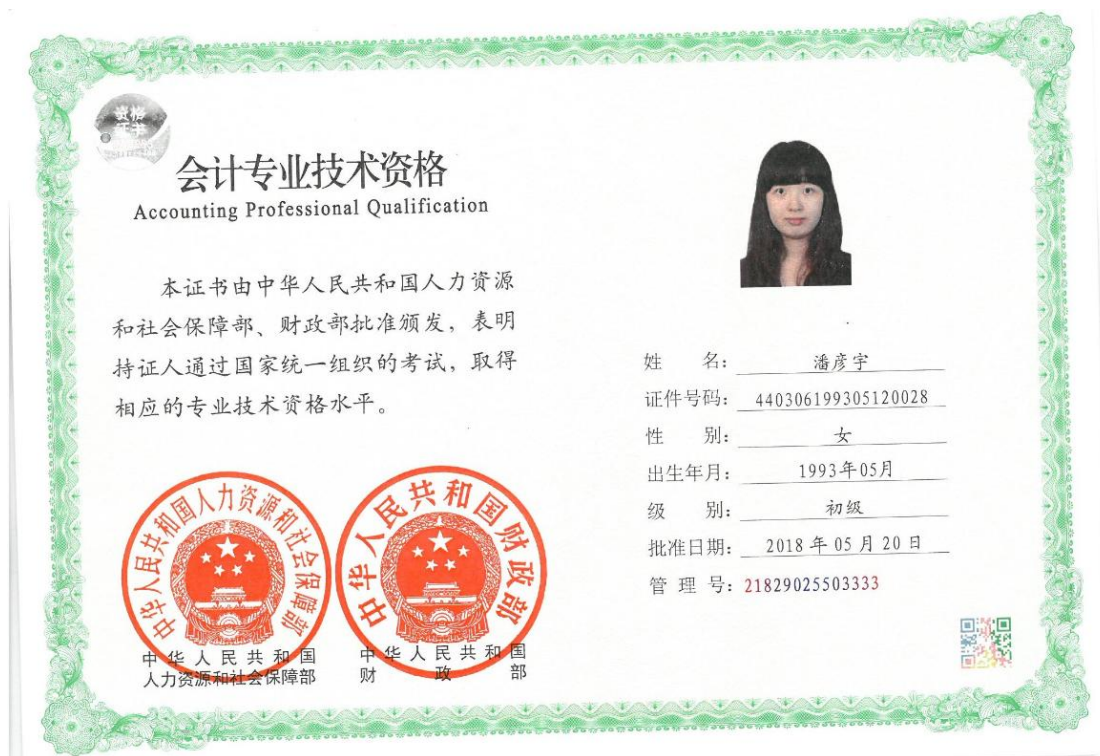 资格
证书
会计专业技术资格
Accounting Professional Qualification
本证书由中华人民共和国人力资源
和社会保障部、财政部批准颁发，表明
持证人通过国家统一组织的考试，取得
相应的专业技术资格水平。
姓 名： 潘彦宇
证件号码： 440306199305120028
性 别： 女
出生年月： 1993年05月
级 别： 初级
批准日期： 2018 年 05 月 20 日
管 理 号：21829025503333
中华人民共和国人力资源和社会保障部
中华人民共和国财政部
中 华 人 民 共 和 国
人力资源和社会保障部
中 华 人 民 共 和 国
财 政 部